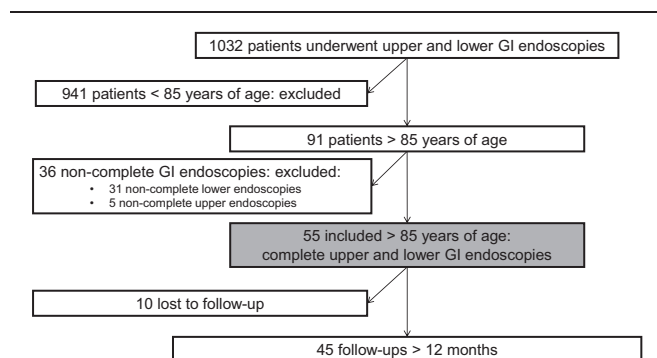 1032 patients underwent upper and lower GI endoscopies
941 patients < 85 years of age: excluded
91 patients > 85 years of age
36 non-complete GI endoscopies: excluded:
• 31 non-complete lower endoscopies
• 5 non-complete upper endoscopies
55 included > 85 years of age:
complete upper and lower GI endoscopies
10 lost to follow-up
45 follow-ups > 12 months